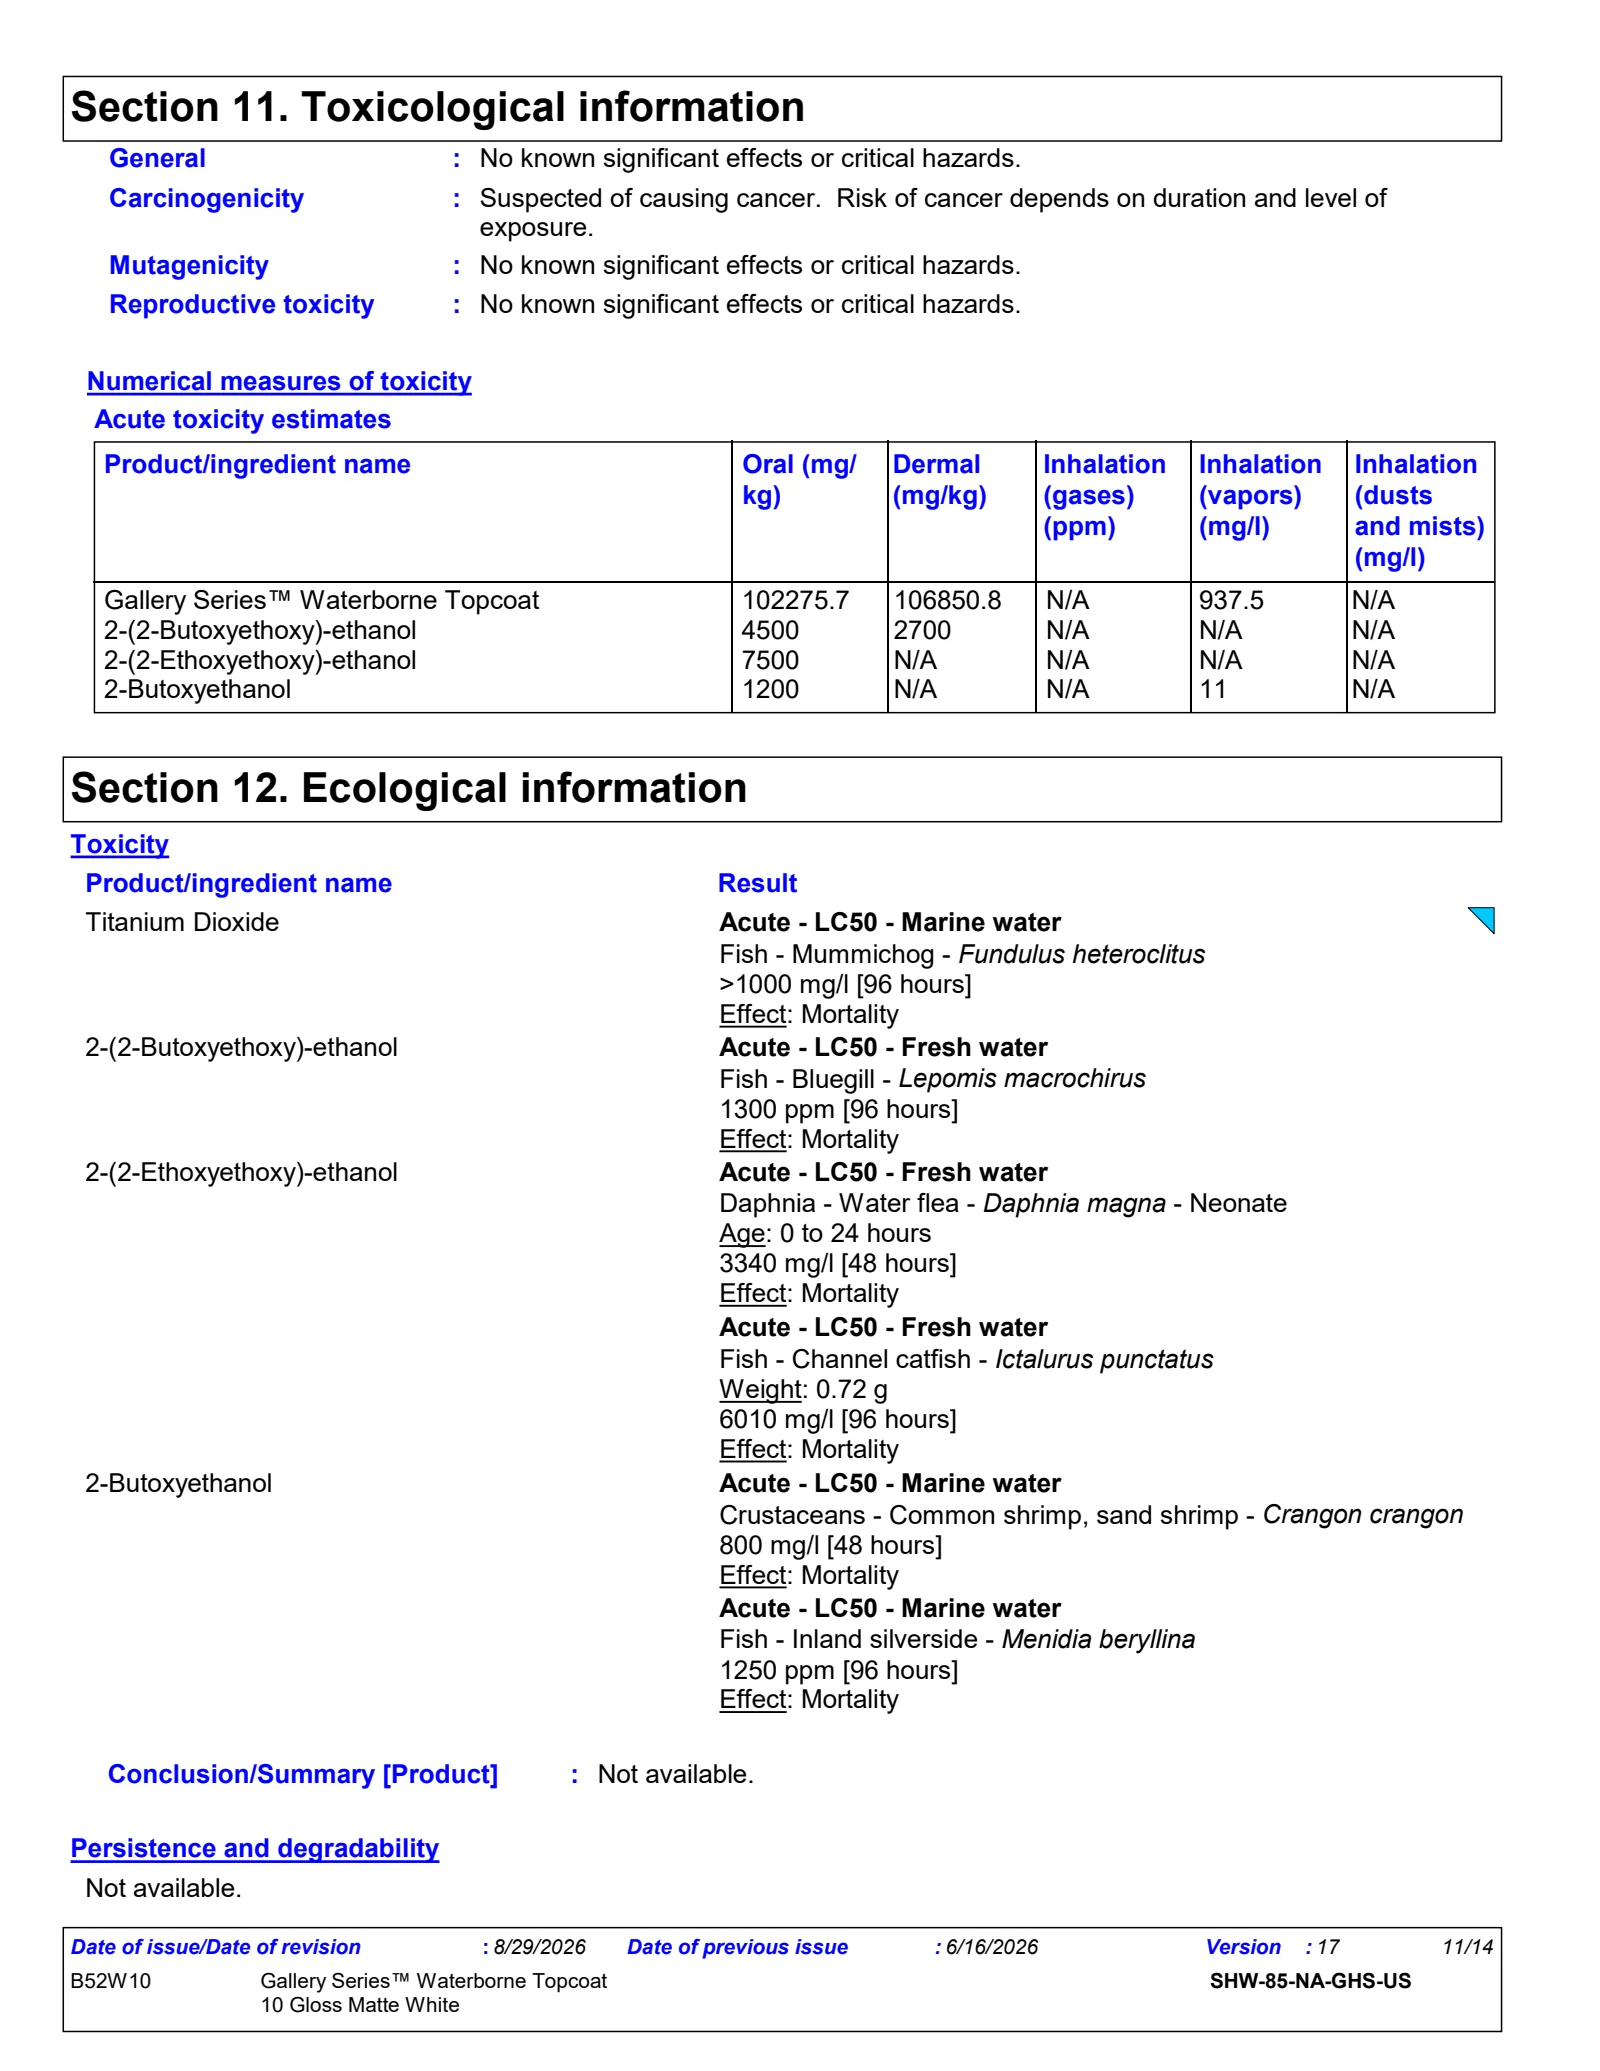 Section 11. Toxicological information
General : No known significant effects or critical hazards.
Carcinogenicity : Suspected of causing cancer.  Risk of cancer depends on duration and level of
exposure.
Mutagenicity : No known significant effects or critical hazards.
Reproductive toxicity : No known significant effects or critical hazards.
Numerical measures of toxicity
Acute toxicity estimates
Product/ingredient name Oral (mg/ Dermal Inhalation Inhalation Inhalation
kg) (mg/kg) (gases) (vapors) (dusts
(ppm) (mg/l) and mists)
(mg/l)
Gallery Series™ Waterborne Topcoat 102275.7 106850.8 N/A 937.5 N/A
2-(2-Butoxyethoxy)-ethanol 4500 2700 N/A N/A N/A
2-(2-Ethoxyethoxy)-ethanol 7500 N/A N/A N/A N/A
2-Butoxyethanol 1200 N/A N/A 11 N/A
Section 12. Ecological information
Toxicity
Product/ingredient name Result
Titanium Dioxide Acute - LC50 - Marine water
Fish - Mummichog - Fundulus heteroclitus
>1000 mg/l [96 hours]
Effect: Mortality
2-(2-Butoxyethoxy)-ethanol Acute - LC50 - Fresh water
Fish - Bluegill - Lepomis macrochirus
1300 ppm [96 hours]
Effect: Mortality
2-(2-Ethoxyethoxy)-ethanol Acute - LC50 - Fresh water
Daphnia - Water flea - Daphnia magna - Neonate
Age: 0 to 24 hours
3340 mg/l [48 hours]
Effect: Mortality
Acute - LC50 - Fresh water
Fish - Channel catfish - Ictalurus punctatus
Weight: 0.72 g
6010 mg/l [96 hours]
Effect: Mortality
2-Butoxyethanol Acute - LC50 - Marine water
Crustaceans - Common shrimp, sand shrimp - Crangon crangon
800 mg/l [48 hours]
Effect: Mortality
Acute - LC50 - Marine water
Fish - Inland silverside - Menidia beryllina
1250 ppm [96 hours]
Effect: Mortality
Conclusion/Summary [Product] : Not available.
Persistence and degradability
Not available.
Date of issue/Date of revision : 8/29/2026 Date of previous issue : 6/16/2026 Version : 17 11/14
B52W10 Gallery Series™ Waterborne Topcoat SHW-85-NA-GHS-US
10 Gloss Matte White